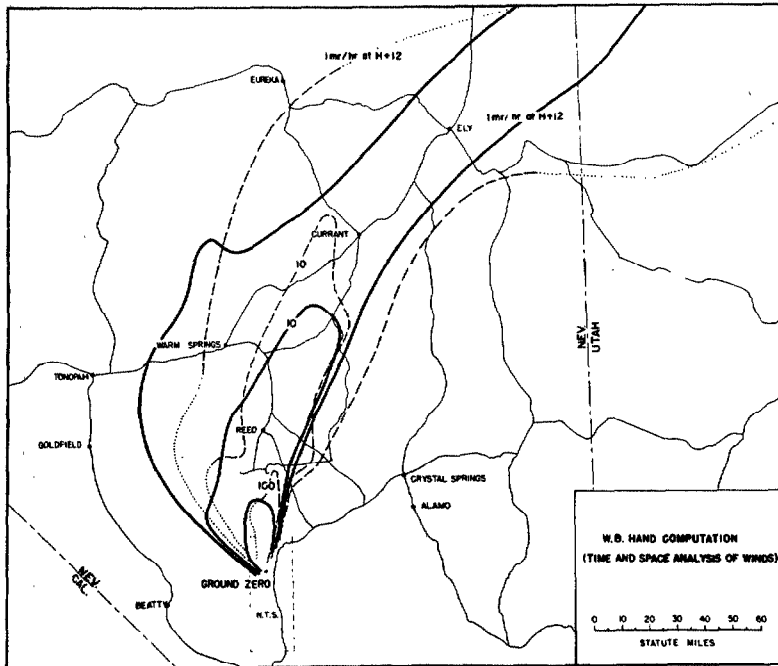 1mr/hr at H+12
EUREKA
1mr/hr at H+12
ELY
CURRANT
10
10
WARM SPRINGS
NEV.
UTAH
TONOPAH
REED
GOLDFIELD
CRYSTAL SPRINGS
100
ALAMO
W.B. HAND COMPUTATION
(TIME AND SPACE ANALYSIS OF WINDS)
NEV.
CAL.
GROUND ZERO
BEATTY
N.T.S.
0 10 20 30 40 50 60
STATUTE MILES